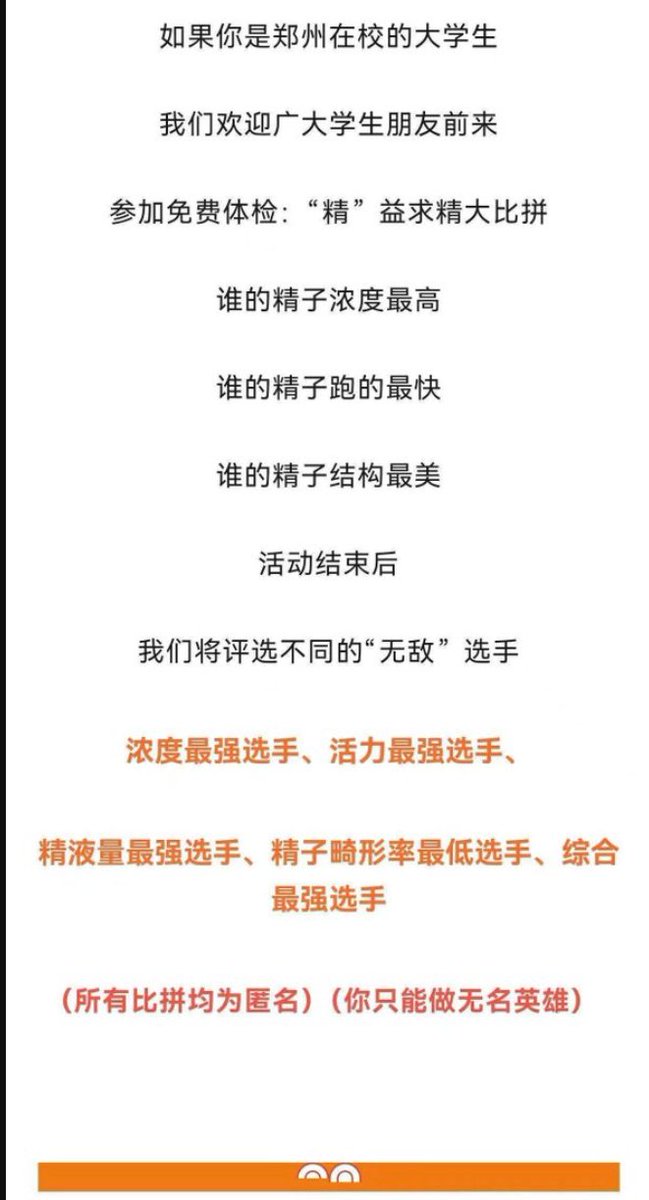 如果你是郑州在校的大学生
我们欢迎广大学生朋友前来
参加免费体检：“精”益求精大比拼
谁的精子浓度最高
谁的精子跑的最快
谁的精子结构最美
活动结束后
我们将评选不同的“无敌”选手
浓度最强选手、活力最强选手、
精液量最强选手、精子畸形率最低选手、综合
最强选手
（所有比拼均为匿名）（你只能做无名英雄）